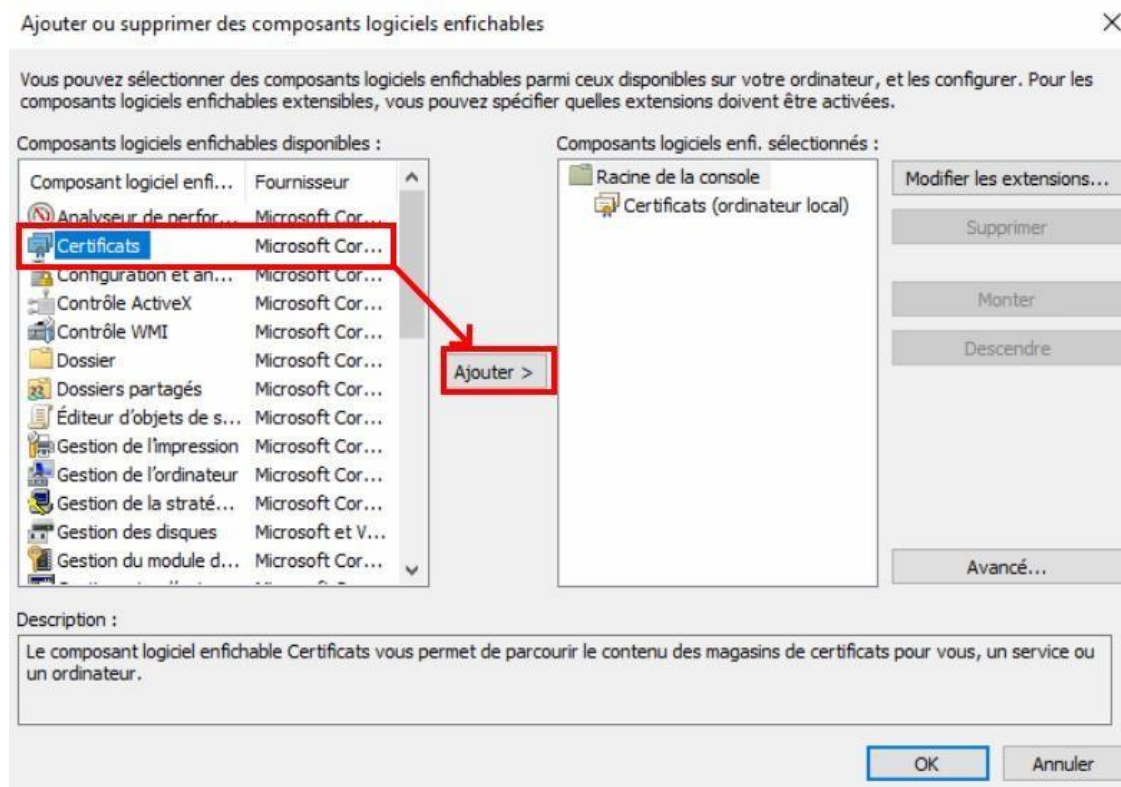 Ajouter ou supprimer des composants logiciels enfichables
Vous pouvez sélectionner des composants logiciels enfichables parmi ceux disponibles sur votre ordinateur, et les configurer. Pour les
composants logiciels enfichables extensibles, vous pouvez spécifier quelles extensions doivent être activées.
Composants logiciels enfichables disponibles :
Composant logiciel enfi... Fournisseur
Analyseur de perfor... Microsoft Cor...
Certificats Microsoft Cor...
Configuration et an... Microsoft Cor...
Contrôle ActiveX Microsoft Cor...
Contrôle WMI Microsoft Cor...
Dossier Microsoft Cor...
Dossiers partagés Microsoft Cor...
Éditeur d'objets de s... Microsoft Cor...
Gestion de l'impression Microsoft Cor...
Gestion de l'ordinateur Microsoft Cor...
Gestion de la straté... Microsoft Cor...
Gestion des disques Microsoft et V...
Gestion du module d... Microsoft Cor...
Ajouter >
Composants logiciels enfi. sélectionnés :
Racine de la console
Certificats (ordinateur local)
Modifier les extensions...
Supprimer
Monter
Descendre
Avancé...
Description :
Le composant logiciel enfichable Certificats vous permet de parcourir le contenu des magasins de certificats pour vous, un service ou
un ordinateur.
OK Annuler